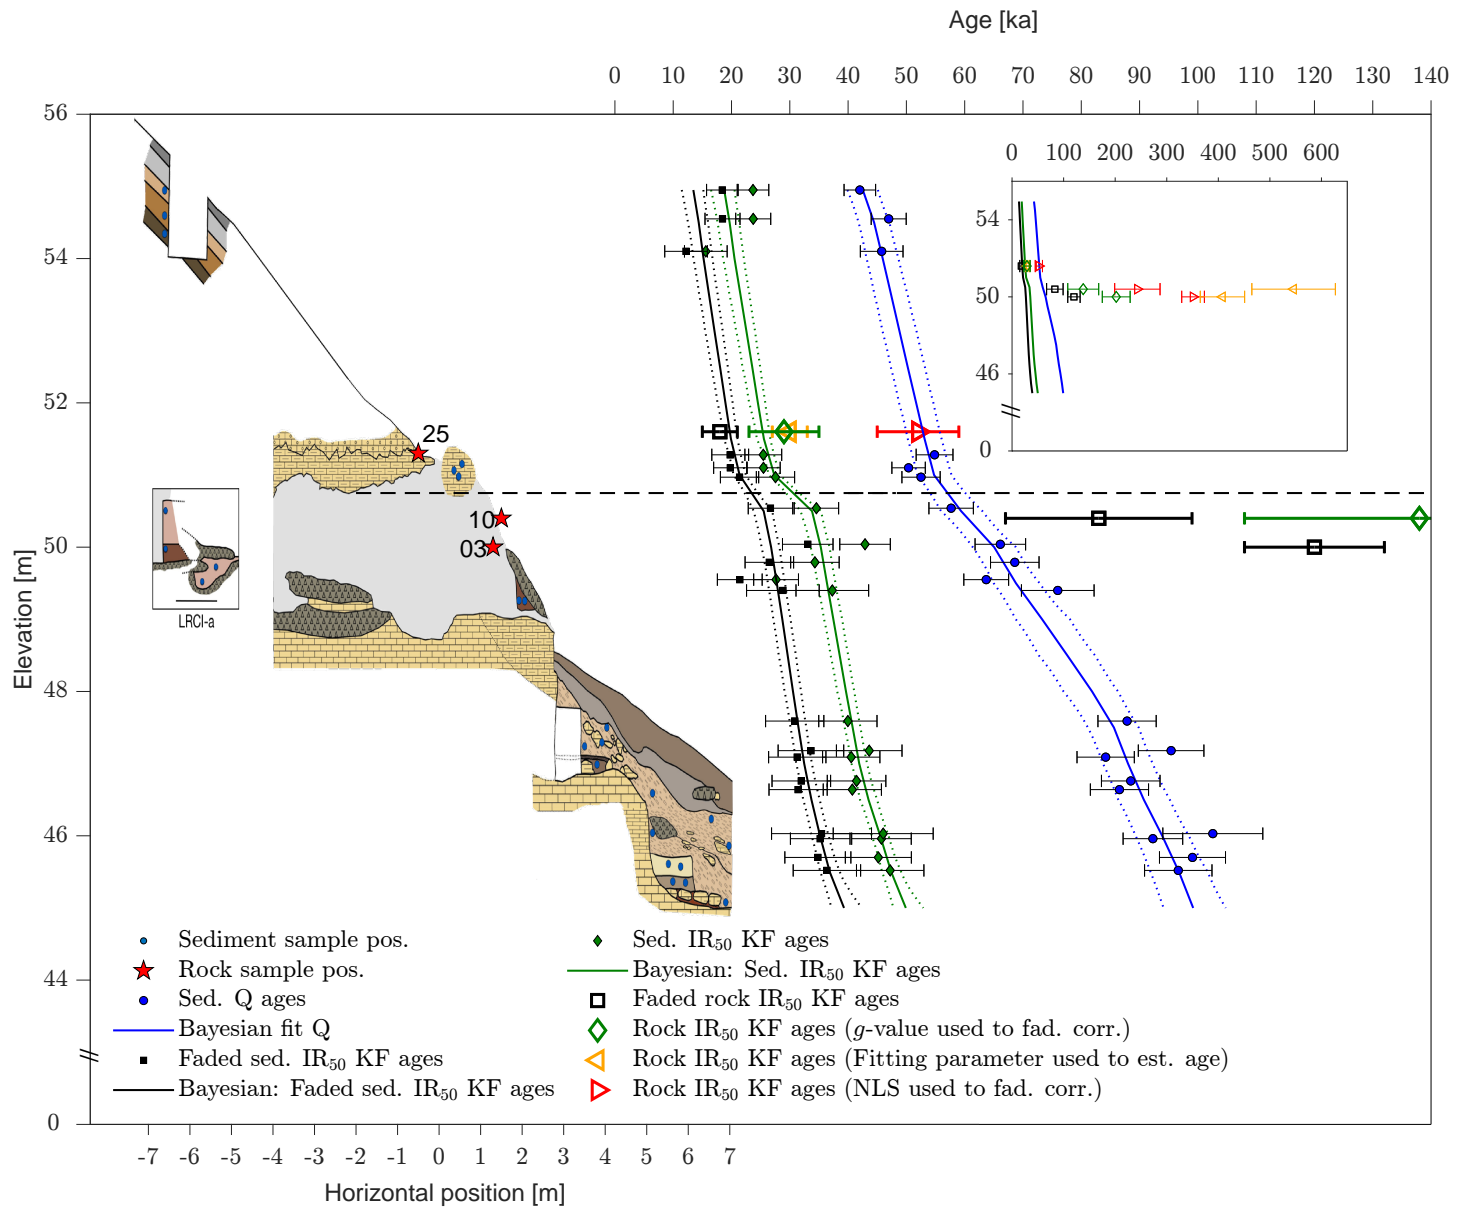 Age [ka]
0 10 20 30 40 50 60 70 80 90 100 110 120 130 140
56
54
52
50
48
46
44
0
Elevation [m]
0 100 200 300 400 500 600
54
50
46
0
25
10
03
LRCI-a
Sediment sample pos.
Rock sample pos.
Sed. Q ages
Bayesian fit Q
Faded sed. IR₅₀ KF ages
Bayesian: Faded sed. IR₅₀ KF ages
Sed. IR₅₀ KF ages
Bayesian: Sed. IR₅₀ KF ages
Faded rock IR₅₀ KF ages
Rock IR₅₀ KF ages (g-value used to fad. corr.)
Rock IR₅₀ KF ages (Fitting parameter used to est. age)
Rock IR₅₀ KF ages (NLS used to fad. corr.)
-7 -6 -5 -4 -3 -2 -1 0 1 2 3 4 5 6 7
Horizontal position [m]